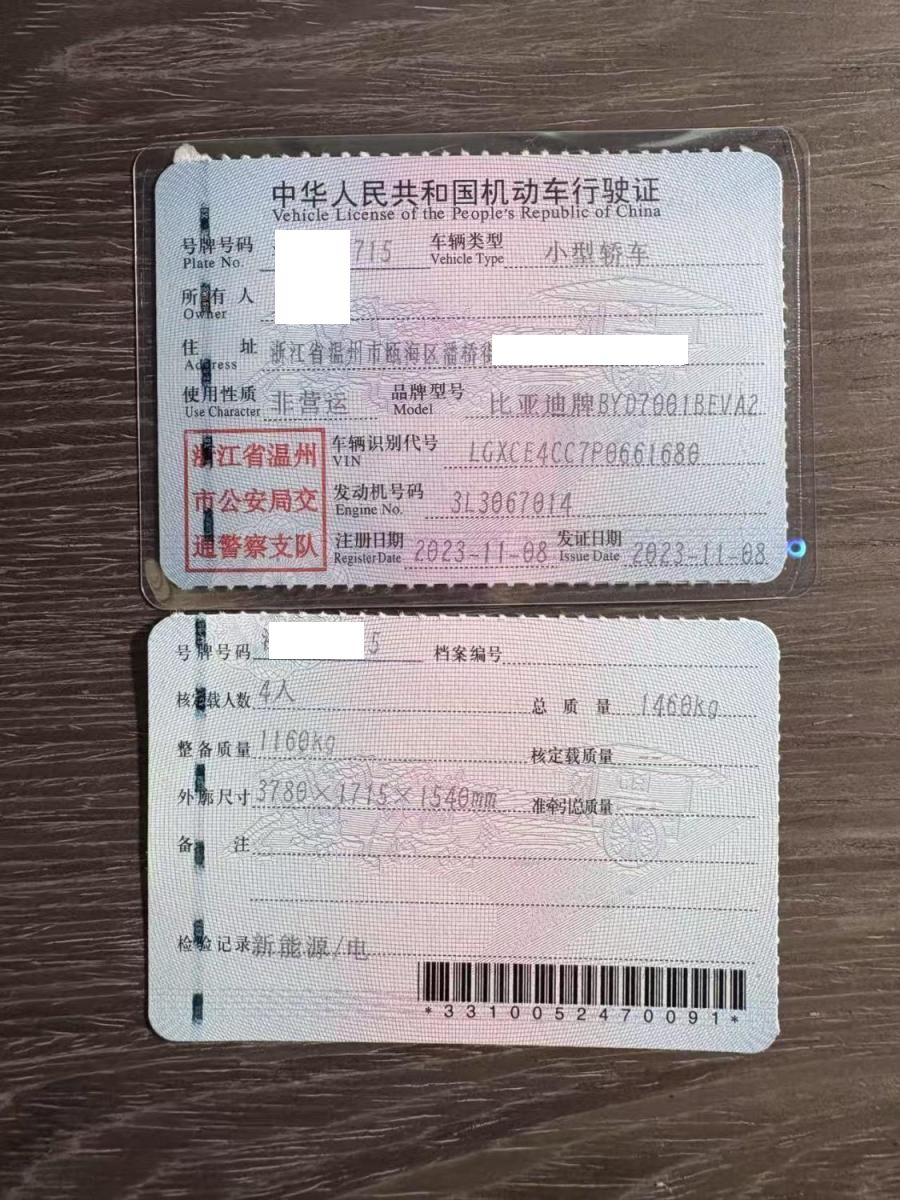 中华人民共和国机动车行驶证
Vehicle License of the People's Republic of China
号牌号码 Plate No. 715 车辆类型 Vehicle Type 小型轿车
所有人 Owner
住址 Address 浙江省温州市瓯海区潘桥街
使用性质 Use Character 非营运 品牌型号 Model 比亚迪牌BYD7001BEVA2
浙江省温州
市公安局交
通警察支队
车辆识别代号 VIN LGXCE4CC7P0661680
发动机号码 Engine No. 3L3067014
注册日期 Register Date 2023-11-08 发证日期 Issue Date 2023-11-08
号牌号码 5 档案编号
核定载人数 4人 总质量 1460kg
整备质量 1160kg 核定载质量 --
外廓尺寸 3780×1715×1540mm 准牵引总质量 --
备注
检验记录 新能源/电
*3310052470091*